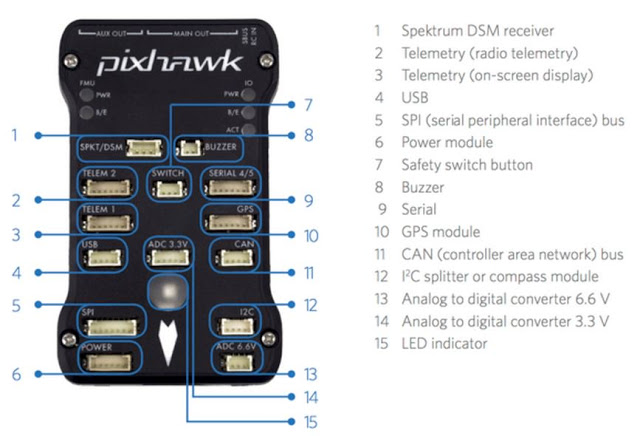 AUX OUT
MAIN OUT
SBUS
RC IN
pixhawk
FMU
IO
PWR
PWR
B/E
B/E
ACT
7
1
8
SPKT/DSM
BUZZER
TELEM 2
SWITCH
SERIAL 4/5
2
9
TELEM 1
GPS
3
10
USB
ADC 3.3V
CAN
4
11
5
SPI
I2C
12
POWER
ADC 6.6V
6
13
14
15
1 Spektrum DSM receiver
2 Telemetry (radio telemetry)
3 Telemetry (on-screen display)
4 USB
5 SPI (serial peripheral interface) bus
6 Power module
7 Safety switch button
8 Buzzer
9 Serial
10 GPS module
11 CAN (controller area network) bus
12 I²C splitter or compass module
13 Analog to digital converter 6.6 V
14 Analog to digital converter 3.3 V
15 LED indicator